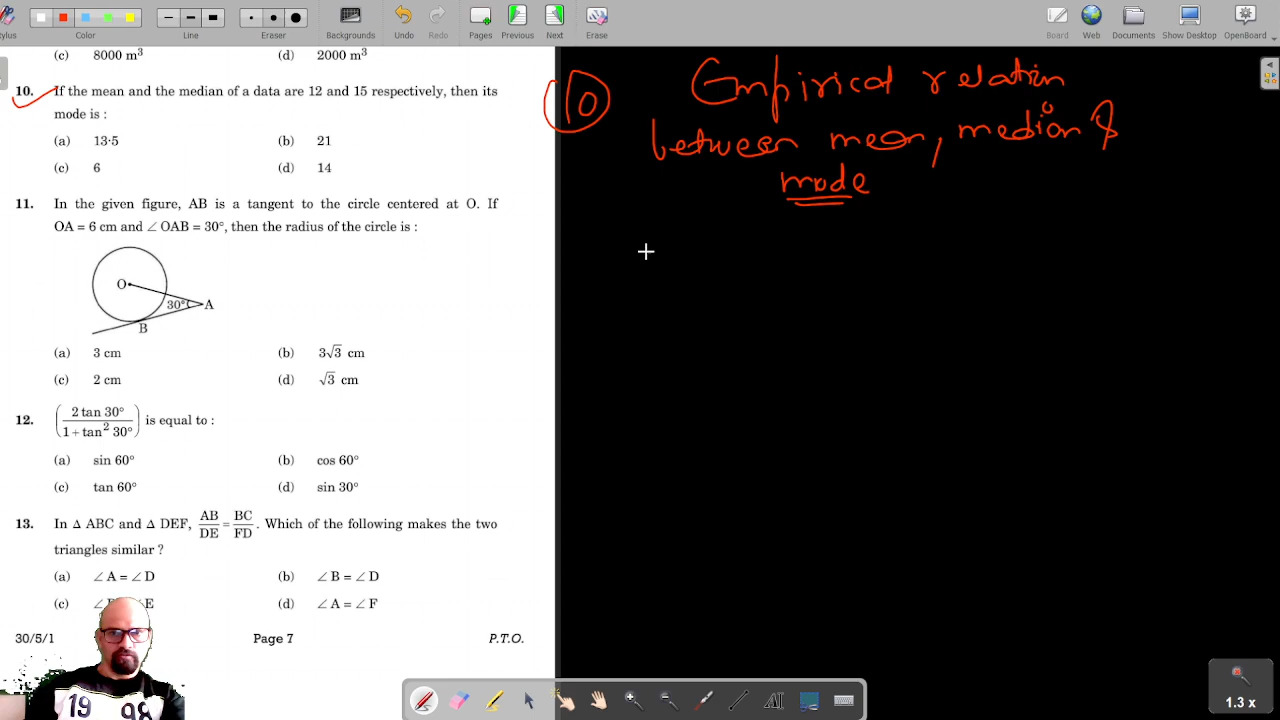 Stylus Color Line Eraser Backgrounds Undo Redo Pages Previous Next Erase Board Web Documents Show Desktop OpenBoard
(c) 8000 m³ (d) 2000 m³
10. If the mean and the median of a data are 12 and 15 respectively, then its
mode is :
(a) 13·5 (b) 21
(c) 6 (d) 14
11. In the given figure, AB is a tangent to the circle centered at O. If
OA = 6 cm and ∠ OAB = 30°, then the radius of the circle is :
O 30° A
B
(a) 3 cm (b) 3√3 cm
(c) 2 cm (d) √3 cm
12. (2 tan 30° / 1 + tan² 30°) is equal to :
(a) sin 60° (b) cos 60°
(c) tan 60° (d) sin 30°
13. In Δ ABC and Δ DEF, AB/DE = BC/FD . Which of the following makes the two
triangles similar ?
(a) ∠ A = ∠ D (b) ∠ B = ∠ D
(c) ∠ E (d) ∠ A = ∠ F
30/5/1 Page 7 P.T.O.
19 98
10 Empirical relation
between mean, median &
mode
1.3 x